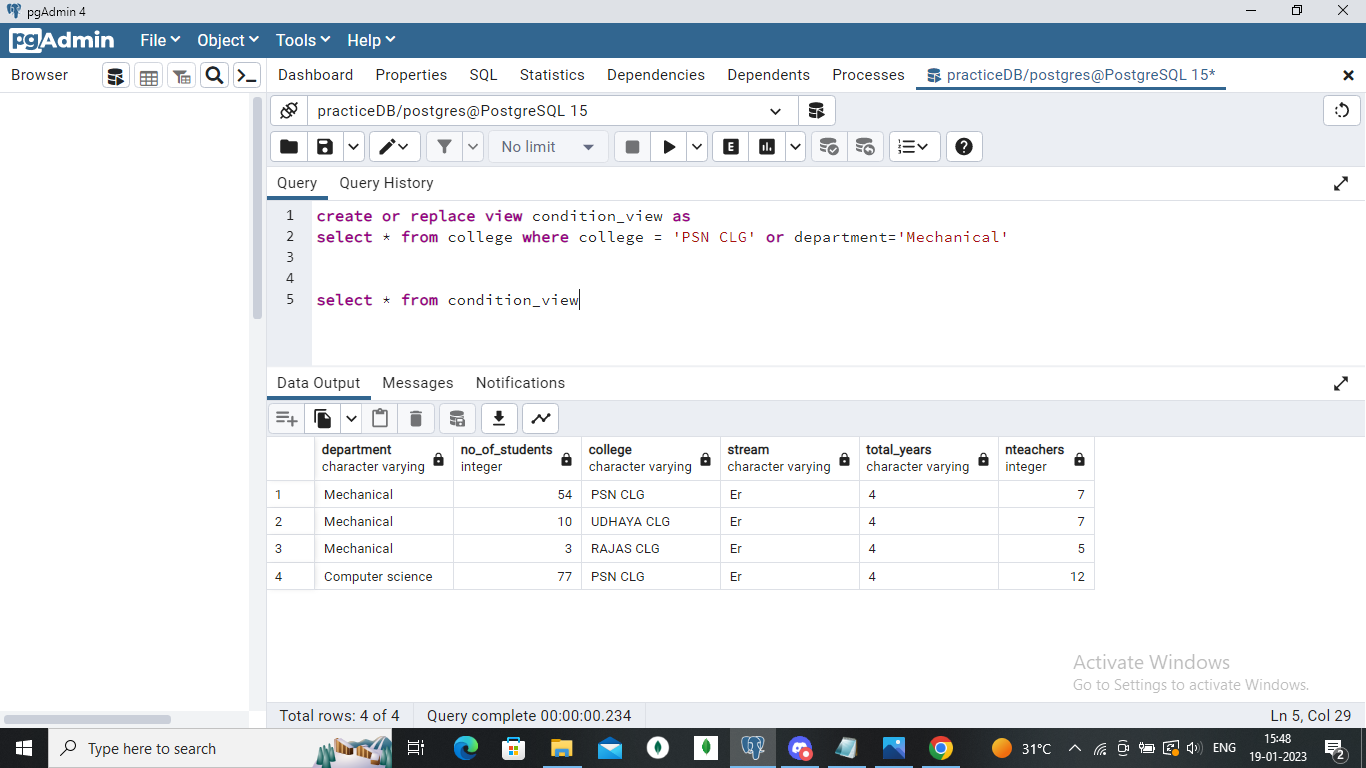 pgAdmin 4
pgAdmin File Object Tools Help
Browser Dashboard Properties SQL Statistics Dependencies Dependents Processes practiceDB/postgres@PostgreSQL 15*
practiceDB/postgres@PostgreSQL 15
No limit E
Query Query History
1 create or replace view condition_view as
2 select * from college where college = 'PSN CLG' or department='Mechanical'
3
4
5 select * from condition_view
Data Output Messages Notifications
department no_of_students college stream total_years nteachers
character varying integer character varying character varying character varying integer
1 Mechanical 54 PSN CLG Er 4 7
2 Mechanical 10 UDHAYA CLG Er 4 7
3 Mechanical 3 RAJAS CLG Er 4 5
4 Computer science 77 PSN CLG Er 4 12
Activate Windows
Go to Settings to activate Windows.
Total rows: 4 of 4 Query complete 00:00:00.234 Ln 5, Col 29
Type here to search 31°C ENG 15:48
19-01-2023 2